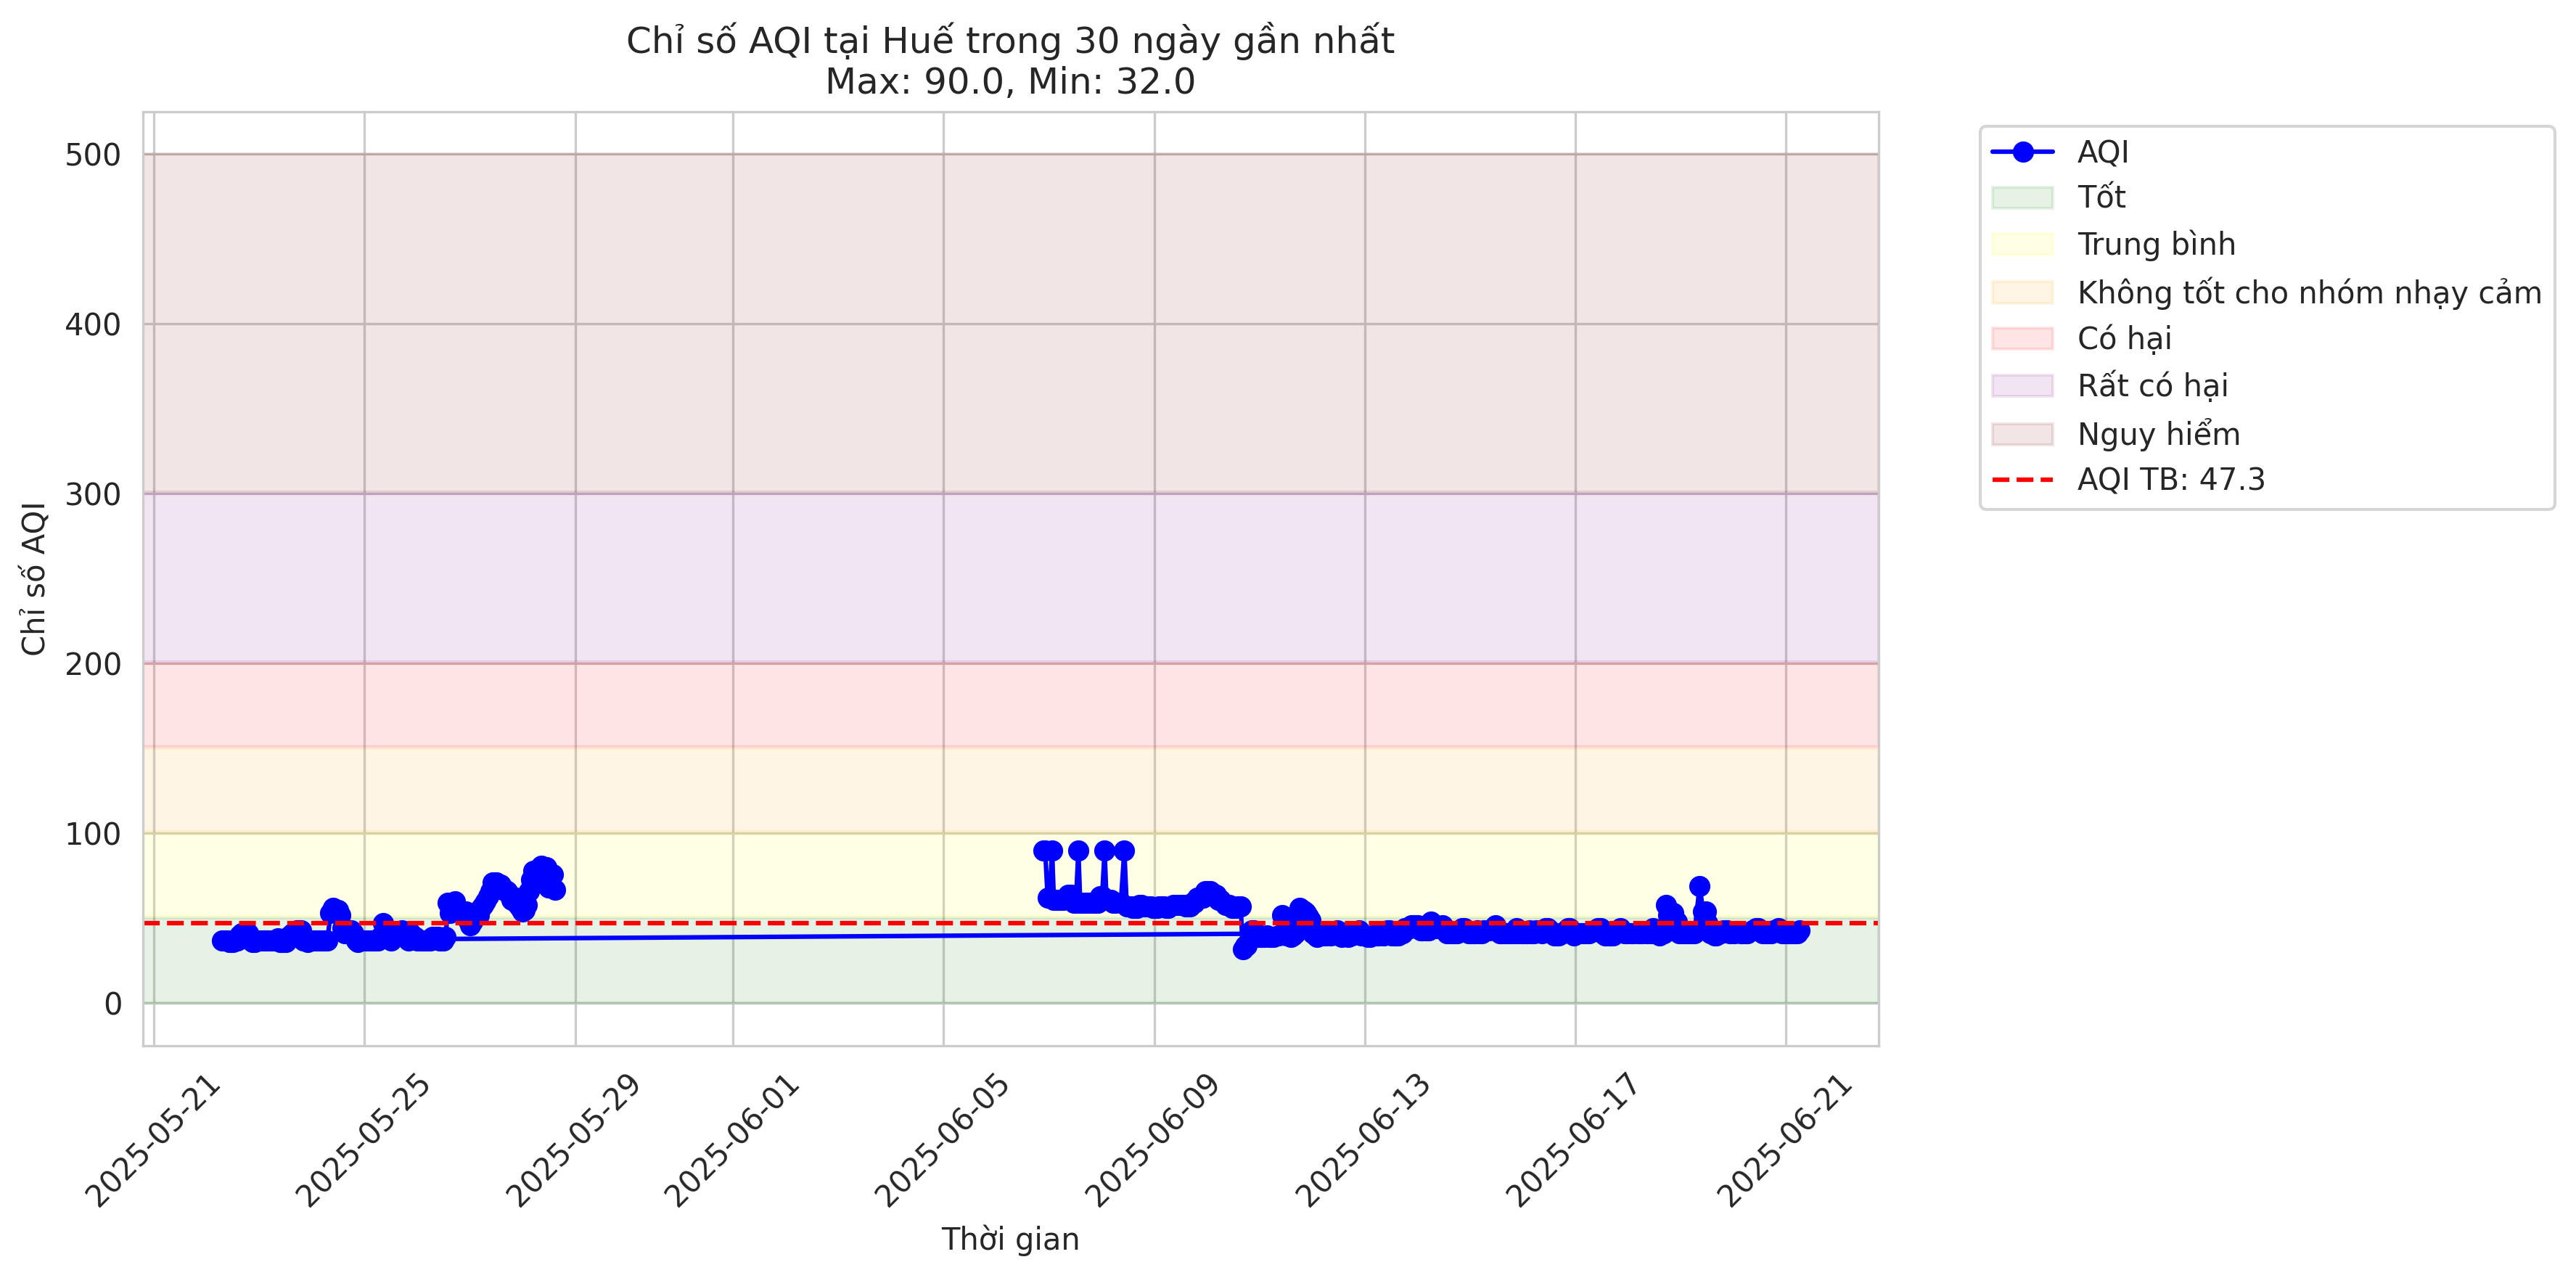 Chỉ số AQI tại Huế trong 30 ngày gần nhất
Max: 90.0, Min: 32.0
Chỉ số AQI
500
400
300
200
100
0
2025-05-21
2025-05-25
2025-05-29
2025-06-01
2025-06-05
2025-06-09
2025-06-13
2025-06-17
2025-06-21
Thời gian
AQI
Tốt
Trung bình
Không tốt cho nhóm nhạy cảm
Có hại
Rất có hại
Nguy hiểm
AQI TB: 47.3